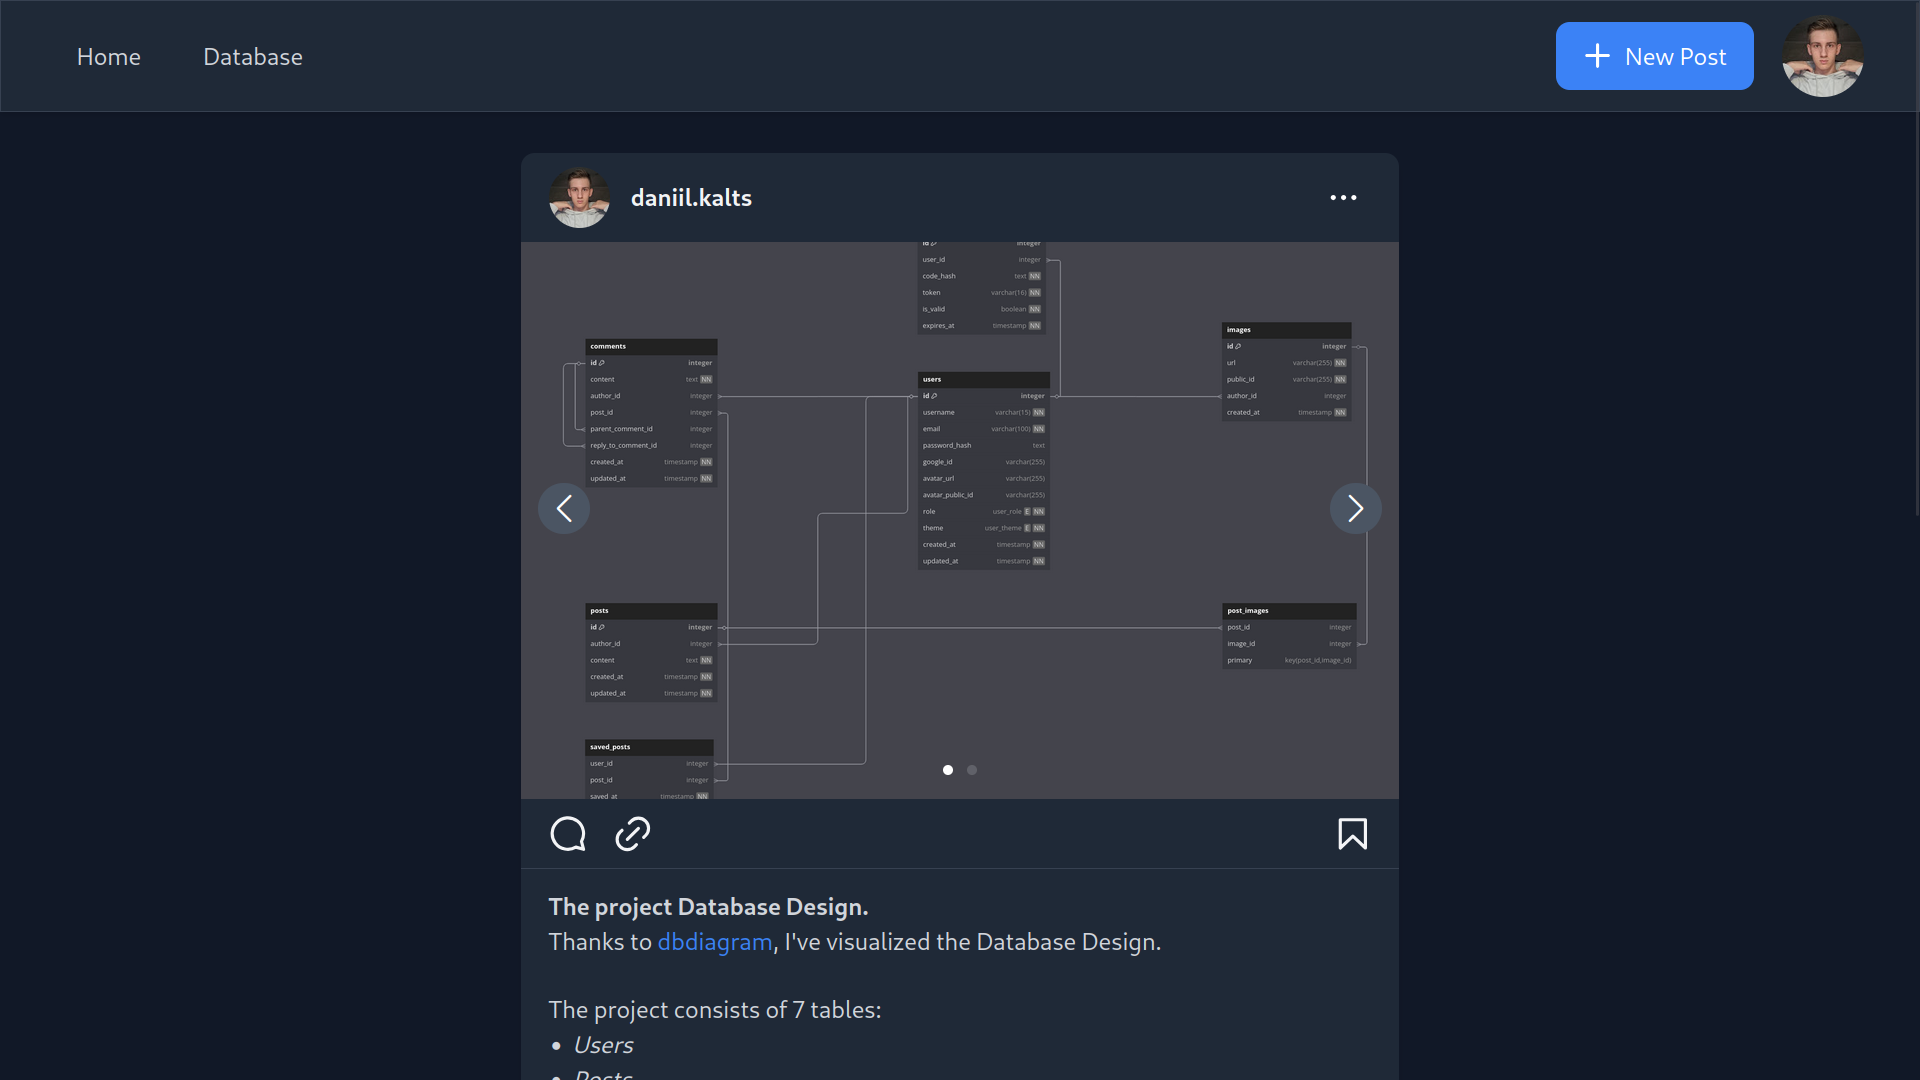 Home
Database
New Post
daniil.kalts
id integer
user_id integer
code_hash text NN
token varchar(16) NN
is_valid boolean NN
expires_at timestamp NN
images
id integer
url varchar(255) NN
public_id varchar(255) NN
author_id integer
created_at timestamp NN
comments
id integer
content text NN
author_id integer
post_id integer
parent_comment_id integer
reply_to_comment_id integer
created_at timestamp NN
updated_at timestamp NN
users
id integer
username varchar(15) NN
email varchar(100) NN
password_hash text
google_id varchar(255)
avatar_url varchar(255)
avatar_public_id varchar(255)
role user_role E NN
theme user_theme E NN
created_at timestamp NN
updated_at timestamp NN
posts
id integer
author_id integer
content text NN
created_at timestamp NN
updated_at timestamp NN
post_images
post_id integer
image_id integer
primary key(post_id,image_id)
saved_posts
user_id integer
post_id integer
saved_at timestamp NN
The project Database Design.
Thanks to dbdiagram, I've visualized the Database Design.
The project consists of 7 tables:
• Users
• Posts